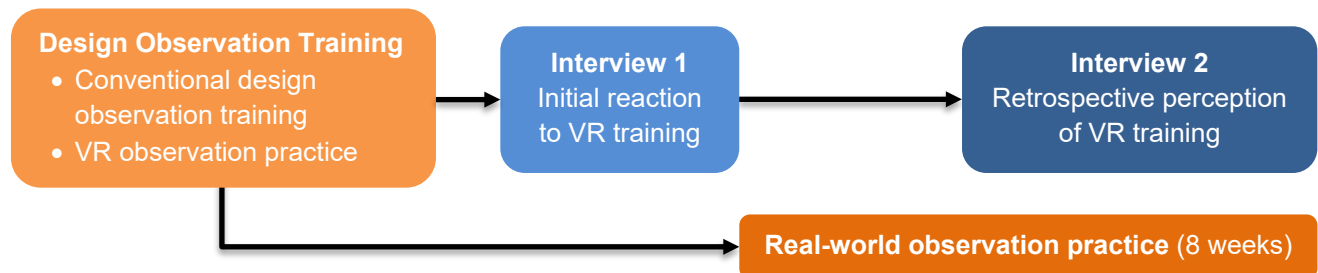 Design Observation Training
• Conventional design
observation training
• VR observation practice
Interview 1
Initial reaction
to VR training
Interview 2
Retrospective perception
of VR training
Real-world observation practice (8 weeks)